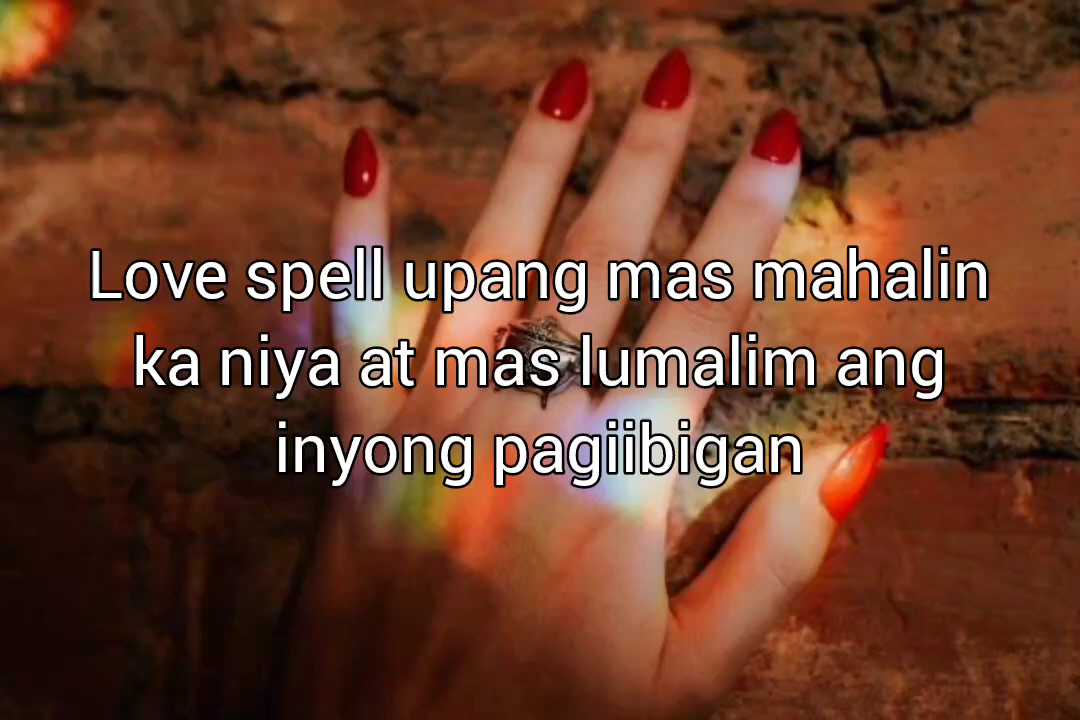 Love spell upang mas mahalin
ka niya at mas lumalim ang
inyong pagiibigan